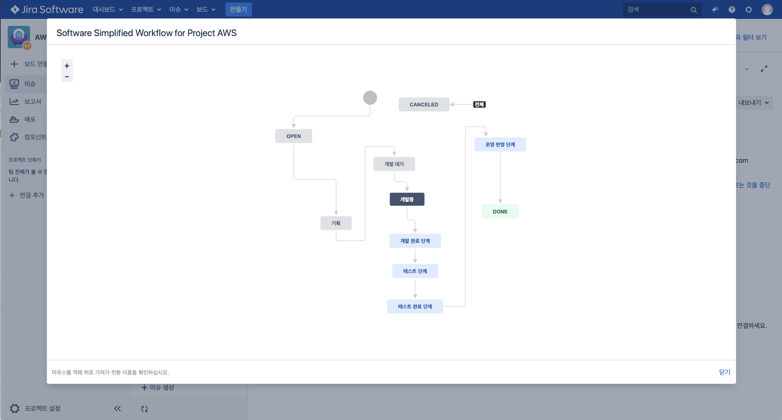 Jira Software
대시보드
프로젝트
이슈
보드
만들기
검색
AW
과 필터 보기
Software Simplified Workflow for Project AWS
+
−
보드 만들
이슈
보고서
배포
컴포넌트
프로젝트 단축키
팀 전체가 볼 수 있
니다.
연결 추가
내보내기
com
는 것을 중단
연결하세요.
CANCELED
전체
OPEN
운영 반영 단계
개발 대기
개발중
DONE
기획
개발 완료 단계
테스트 단계
테스트 완료 단계
마우스를 객체 위로 가져가 전환 이름을 확인하십시오.
닫기
+ 이슈 생성
프로젝트 설정